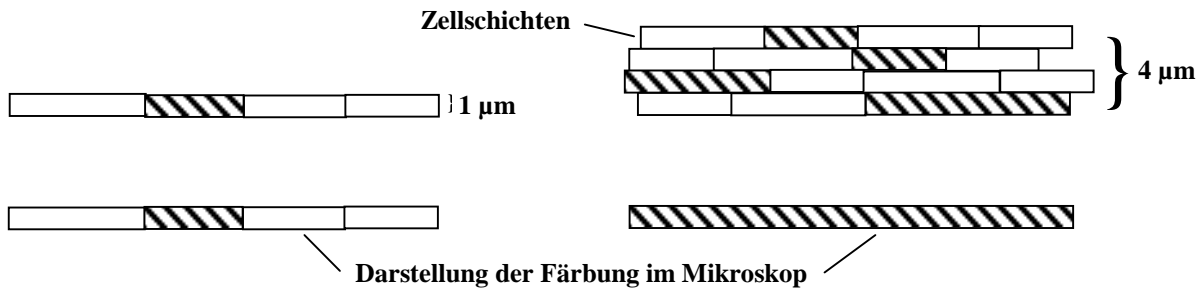 Zellschichten
4 µm
1 µm
Darstellung der Färbung im Mikroskop